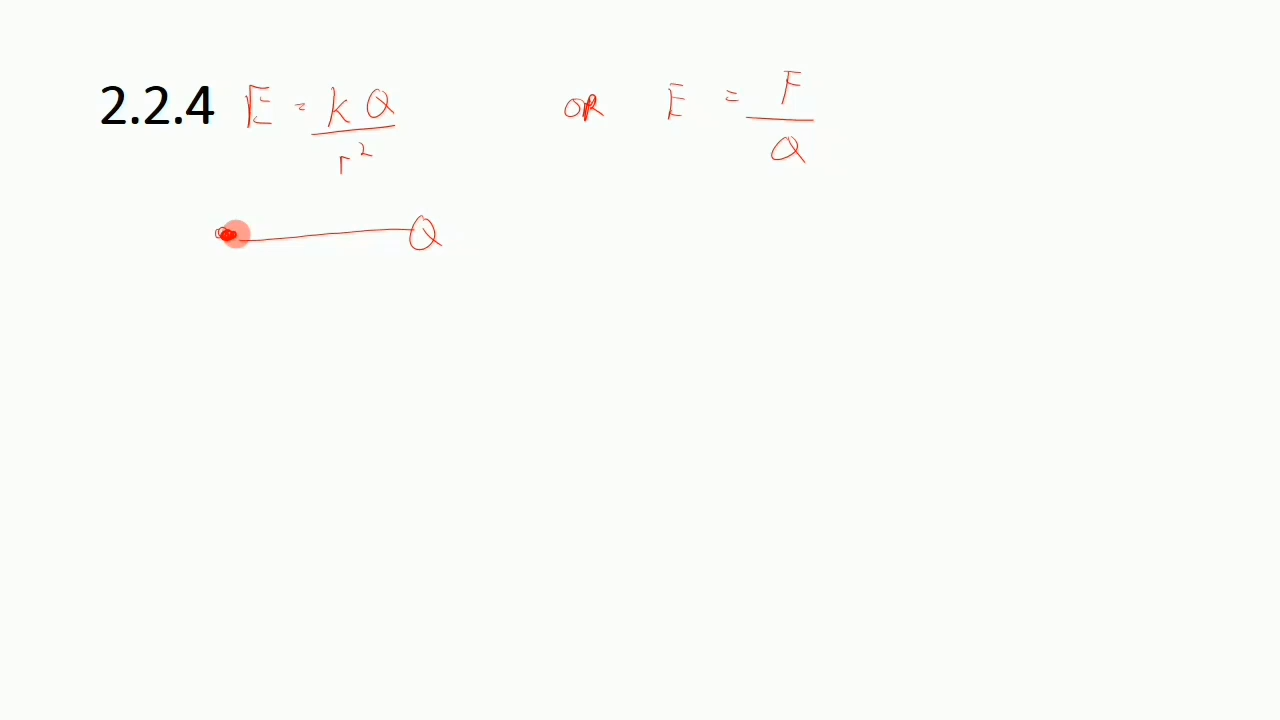 2.2.4 E = kQ/r² OR E = F/Q
Q